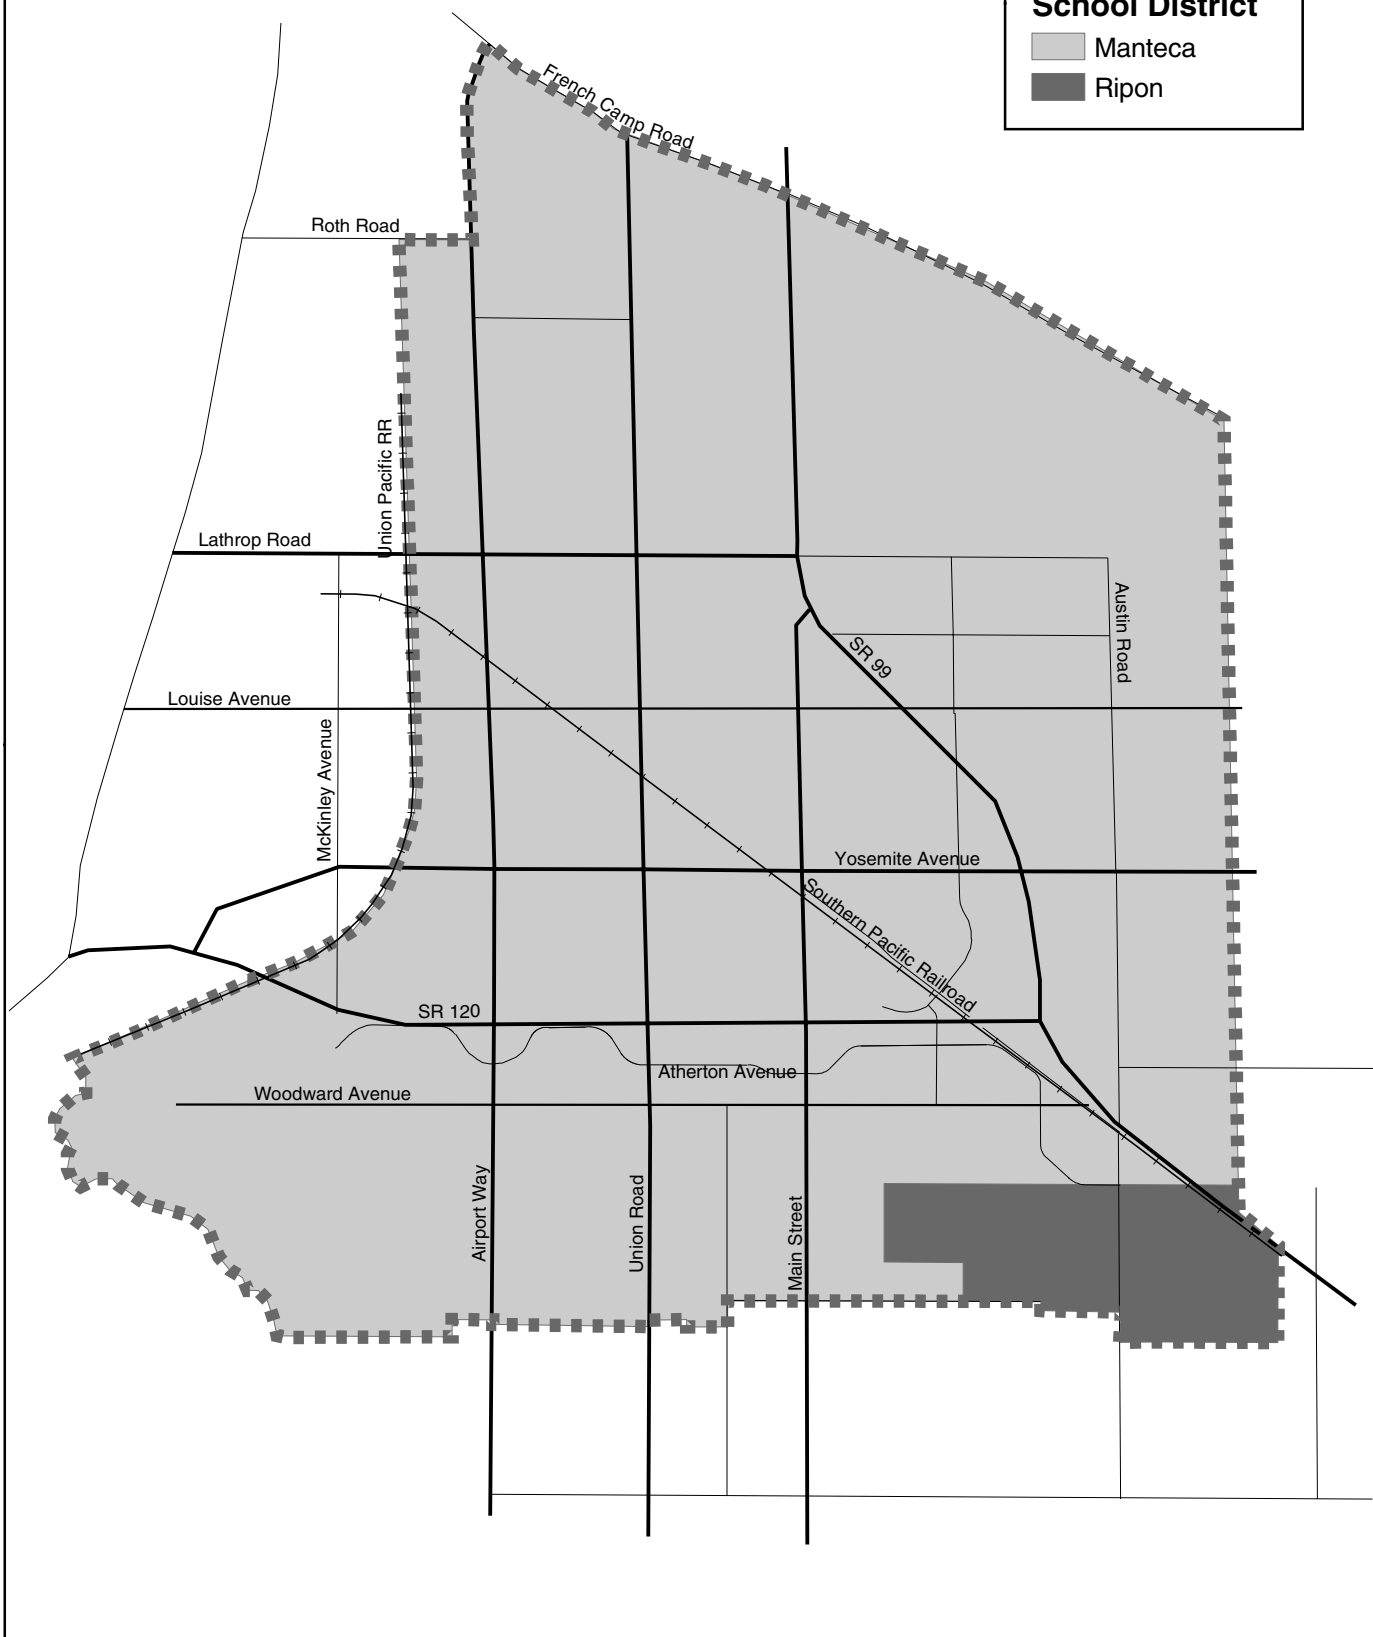 School District
Manteca
Ripon
French Camp Road
Roth Road
Union Pacific RR
Lathrop Road
Austin Road
SR 99
Louise Avenue
McKinley Avenue
Yosemite Avenue
Southern Pacific Railroad
SR 120
Atherton Avenue
Woodward Avenue
Airport Way
Union Road
Main Street